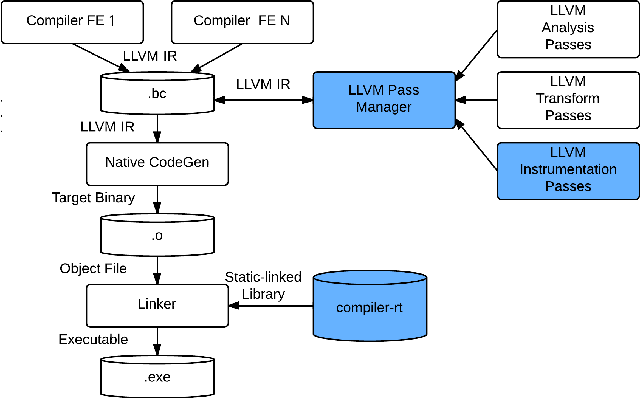 Compiler FE 1
Compiler FE N
LLVM
Analysis
Passes
LLVM IR
.bc
LLVM IR
LLVM Pass
Manager
LLVM
Transform
Passes
LLVM IR
Native CodeGen
LLVM
Instrumentation
Passes
Target Binary
.o
Object File
Static-linked
Library
Linker
compiler-rt
Executable
.exe